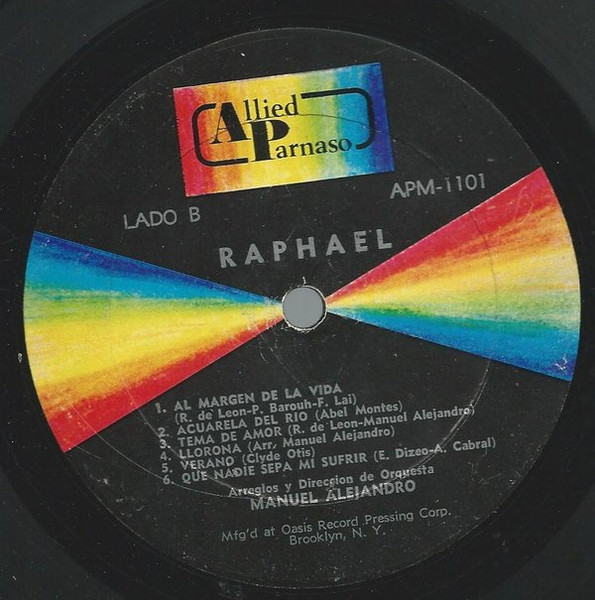 Allied
Parnaso
LADO B
APM-1101
RAPHAEL
1. AL MARGEN DE LA VIDA
(R. de Leon-P. Barouh-F. Lai)
2. ACUARELA DEL RIO (Abel Montes)
3. TEMA DE AMOR (R. de Leon-Manuel Alejandro)
4. LLORONA (Arr. Manuel Alejandro)
5. VERANO (Clyde Otis)
6. QUE NADIE SEPA MI SUFRIR (E. Dizeo-A. Cabral)
Arreglos y Direccion de Orquesta
MANUEL ALEJANDRO
Mfg'd at Oasis Record Pressing Corp.
Brooklyn, N. Y.